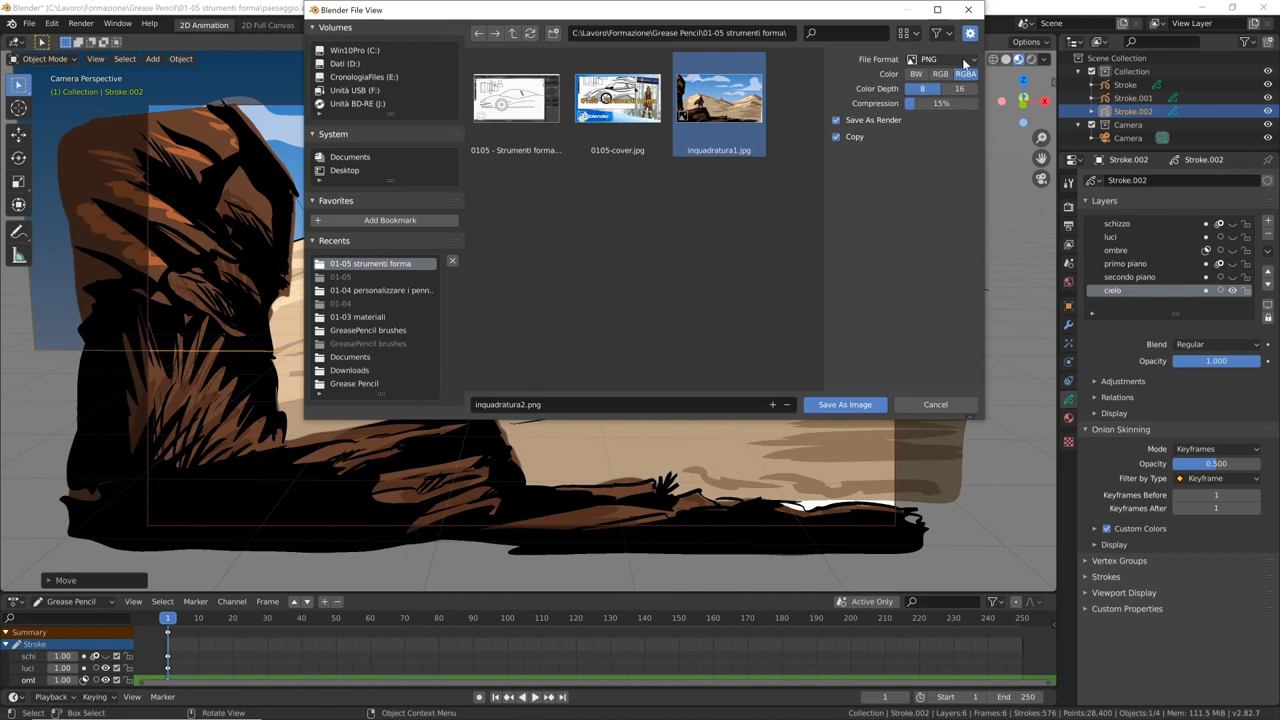 Blender* [C:\Lavoro\Formazione\Grease Pencil\01-05 strumenti forma\paesaggio
File Edit Render Window Help 2D Animation 2D Full Canvas
Scene View Layer
Blender File View
Object Mode View Select Add Object
Options
Camera Perspective
(1) Collection | Stroke.002
Volumes
Win10Pro (C:)
Dati (D:)
CronologiaFiles (E:)
Unità USB (F:)
Unità BD-RE (J:)
System
Documents
Desktop
Favorites
Add Bookmark
Recents
01-05 strumenti forma
01-05
01-04 personalizzare i penn..
01-04
01-03 materiali
GreasePencil brushes
GreasePencil brushes
Documents
Downloads
Grease Pencil
C:\Lavoro\Formazione\Grease Pencil\01-05 strumenti forma\
0105 - Strumenti forma...
0105-cover.jpg
inquadratura1.jpg
File Format PNG
Color BW RGB RGBA
Color Depth 8 16
Compression 15%
Save As Render
Copy
inquadratura2.png
Save As Image Cancel
Scene Collection
Collection
Stroke
Stroke.001
Stroke.002
Camera
Camera
Stroke.002 Stroke.002
Stroke.002
Layers
schizzo
luci
ombre
primo piano
secondo piano
cielo
Blend Regular
Opacity 1.000
Adjustments
Relations
Display
Onion Skinning
Mode Keyframes
Opacity 0.500
Filter by Type Keyframe
Keyframes Before 1
Keyframes After 1
Custom Colors
Display
Vertex Groups
Strokes
Viewport Display
Custom Properties
Move
Grease Pencil View Select Marker Channel Frame Active Only
1 10 20 30 40 50 60 70 80 90 100 110 120 130 140 150 160 170 180 190 200 210 220 230 240 250
Summary
Stroke
schi 1.00
luci 1.00
oml 1.00
Playback Keying View Marker 1 Start 1 End 250
Select Box Select Rotate View Object Context Menu
Collection | Stroke.002 | Layers:6 | Frames:6 | Strokes:576 | Points:28,400 | Objects:1/4 | Mem: 111.5 MiB | v2.82.7